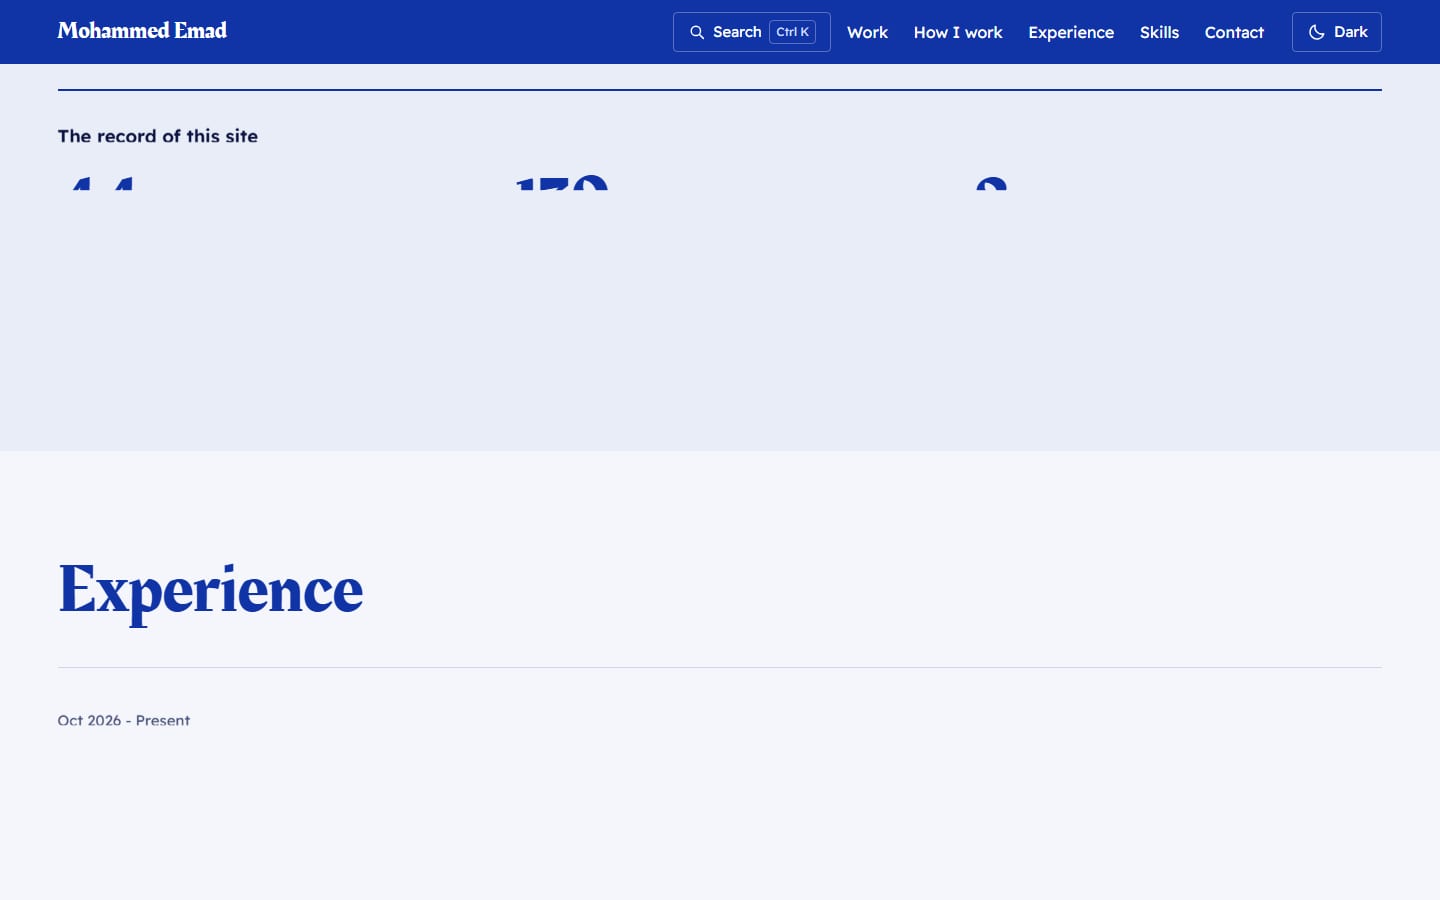 Mohammed Emad
Search Ctrl K Work How I work Experience Skills Contact Dark
The record of this site
Experience
Oct 2026 - Present